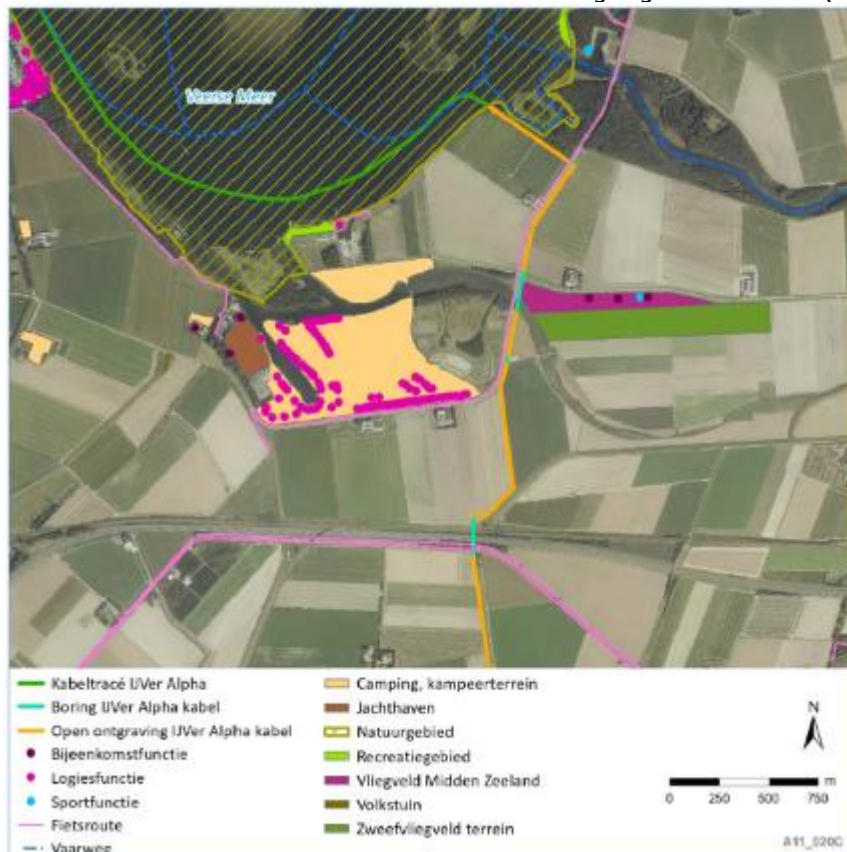 Veerse Meer
Kabeltracé IJVer Alpha
Boring IJVer Alpha kabel
Open ontgraving IJVer Alpha kabel
Bijeenkomstfunctie
Logiesfunctie
Sportfunctie
Fietsroute
Vaarweg
Camping, kampeerterrein
Jachthaven
Natuurgebied
Recreatiegebied
Vliegveld Midden Zeeland
Volkstuin
Zweefvliegveld terrein
N
m
0 250 500 750
A11_020C